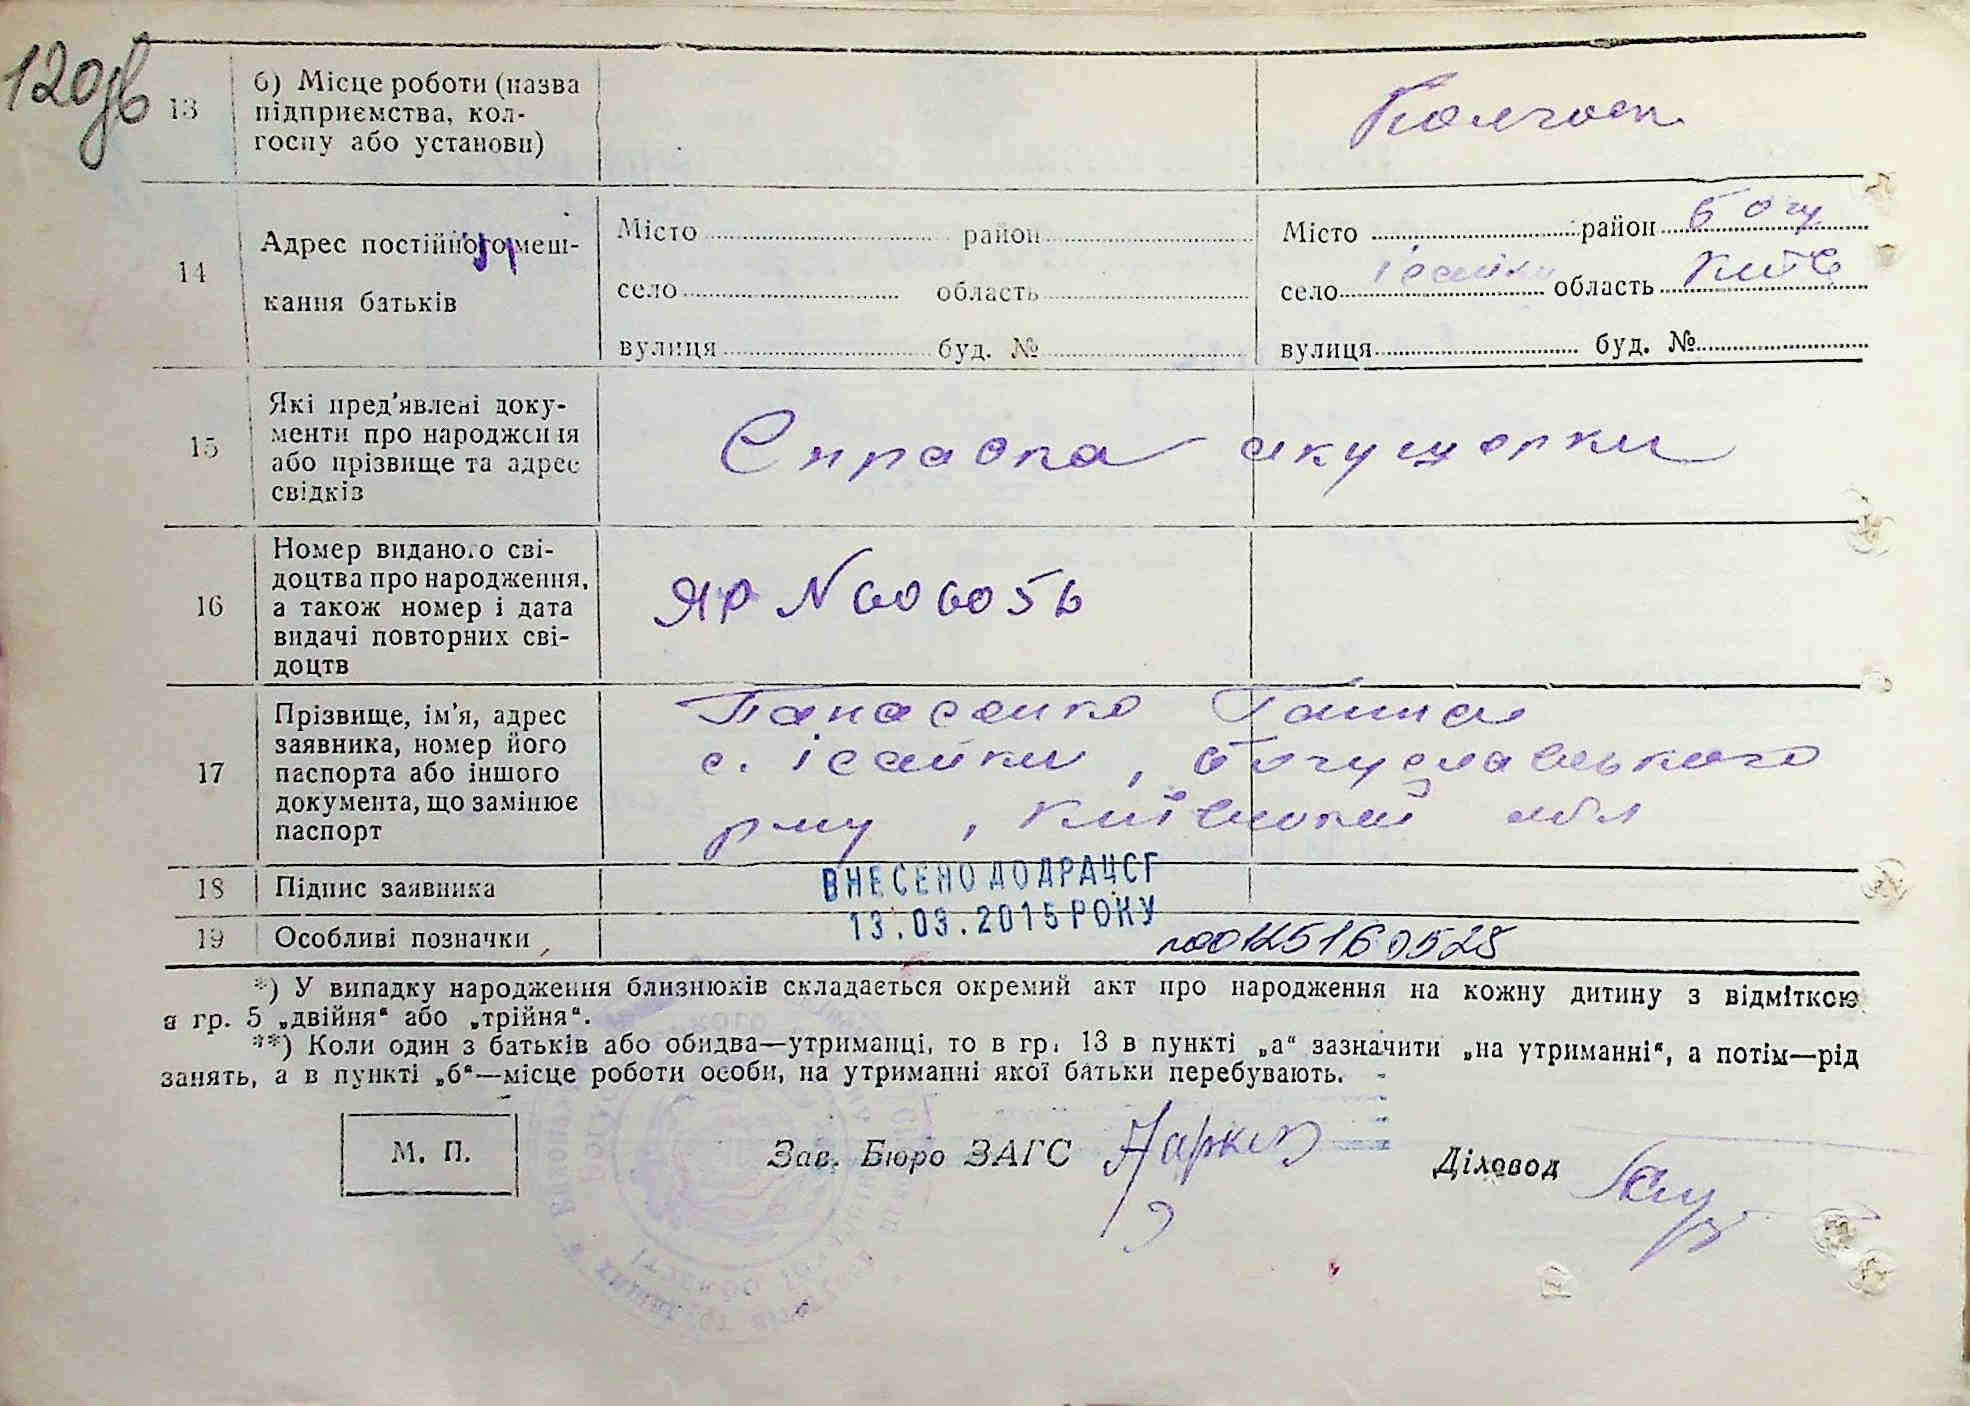 120зв
13
б) Місце роботи (назва
підприємства, кол-
госпу або установи)
Колгосп
14
Адрес постійного меш-
кання батьків
Місто район
село область
вулиця буд. №
Місто район Богу
село Ісайки область Київ
вулиця буд. №
15
Які пред'явлені доку-
менти про народження
або прізвище та адрес
свідків
Справка акушерки
16
Номер виданого сві-
доцтва про народження,
а також номер і дата
видачі повторних сві-
доцтв
ЯР N 606056
17
Прізвище, ім'я, адрес
заявника, номер його
паспорта або іншого
документа, що замінює
паспорт
Панасенко Ганна
с. Ісайки, Богуславського
р-ну, Київської обл
18 Підпис заявника
ВНЕСЕНО ДО ДРАЦСГ
13.03.2015 РОКУ
19 Особливі позначки
*) У випадку народження близнюків складається окремий акт про народження на кожну дитину з відміткою
в гр. 5 „двійня“ або „трійня“.
**) Коли один з батьків або обидва—утриманці, то в гр. 13 в пункті „а“ зазначити „на утриманні“, а потім—рід
занять, а в пункті „б“—місце роботи особи, на утриманні якої батьки перебувають.
М. П.
Зав. Бюро ЗАГС
Діловод